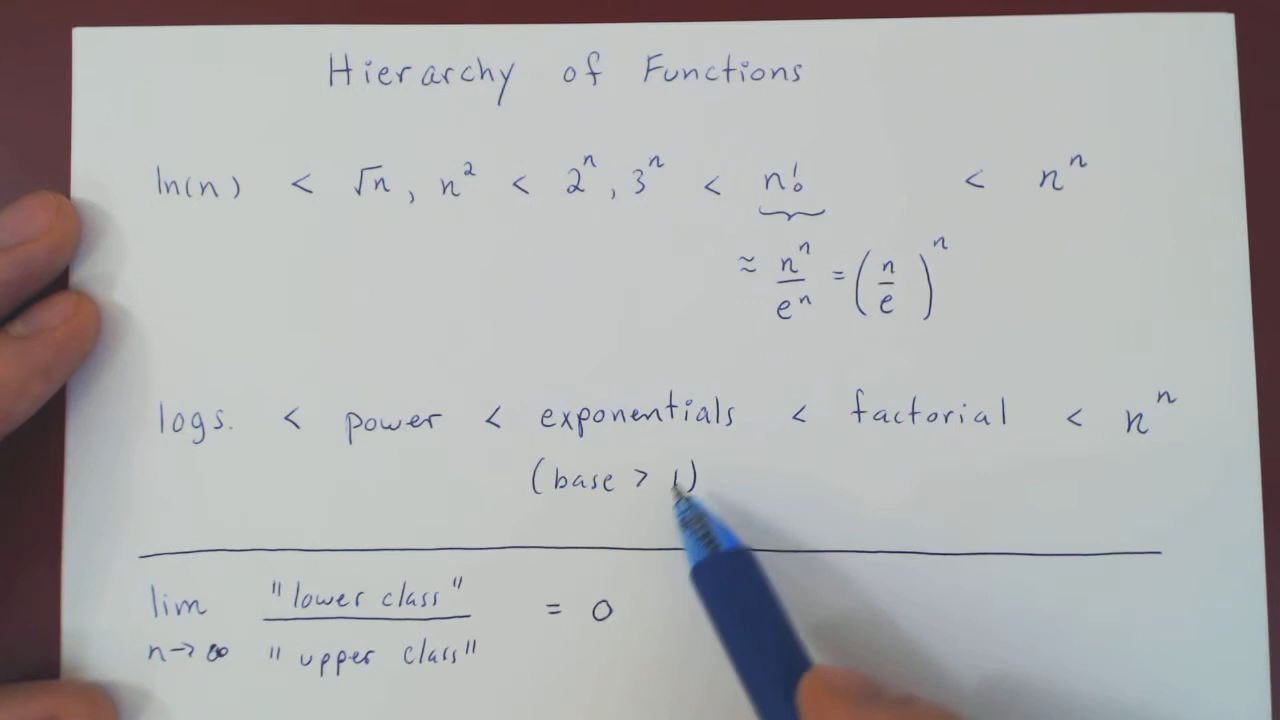 Hierarchy of Functions
ln(n) < √n, n² < 2ⁿ, 3ⁿ < n! < nⁿ
≈ nⁿ/eⁿ = (n/e)ⁿ
logs. < power < exponentials < factorial < nⁿ
(base > 1)
lim n→∞ "lower class" / "upper class" = 0